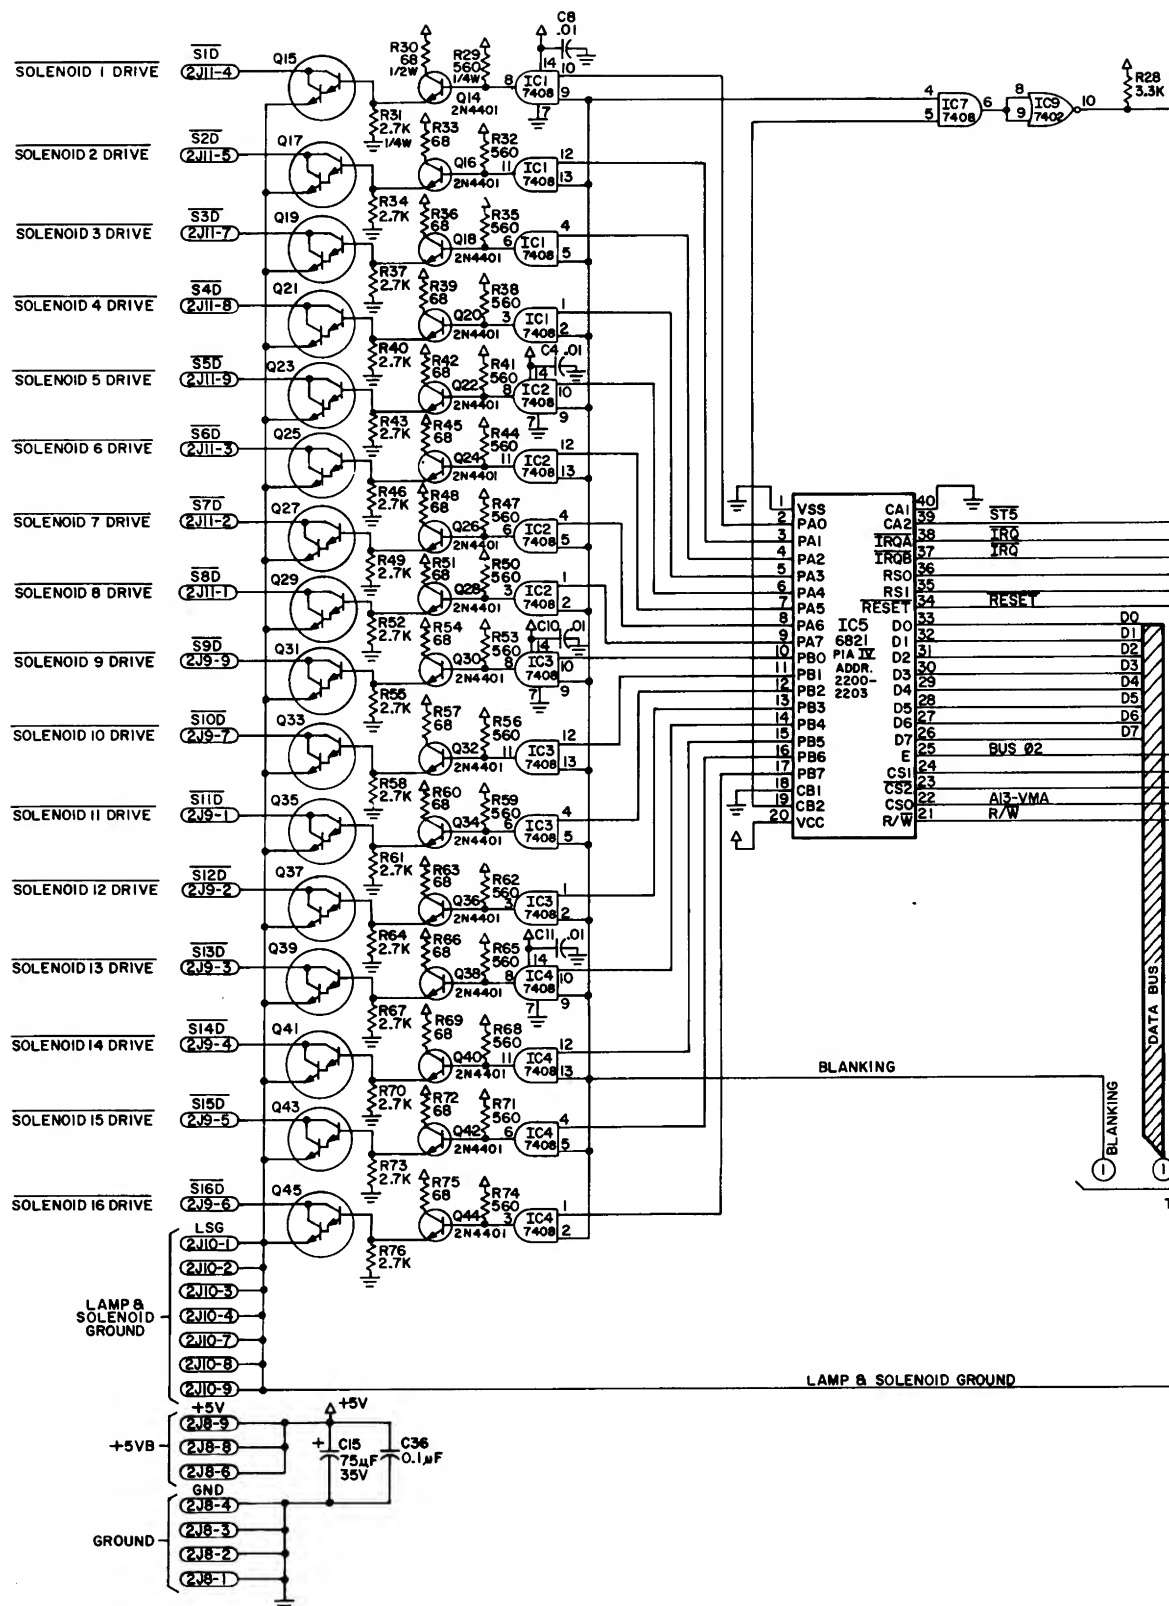 C8
.01
R30
68
1/2W
R29
560
1/4W
S1D
SOLENOID 1 DRIVE
2J11-4
Q15
8
14
10
IC1
7408
9
7
Q14
2N4401
R31
2.7K
1/4W
4
5
IC7
7408
6
8
9
IC9
7402
10
R28
3.3K
S2D
SOLENOID 2 DRIVE
2J11-5
Q17
R33
68
R32
560
Q16
2N4401
11
IC1
7408
12
13
R34
2.7K
S3D
SOLENOID 3 DRIVE
2J11-7
Q19
R36
68
R35
560
Q18
2N4401
6
IC1
7408
4
5
R37
2.7K
S4D
SOLENOID 4 DRIVE
2J11-8
Q21
R39
68
R38
560
Q20
2N4401
3
IC1
7408
1
2
R40
2.7K
S5D
SOLENOID 5 DRIVE
2J11-9
Q23
R42
68
R41
560
C4
.01
14
Q22
2N4401
8
IC2
7408
10
9
7
R43
2.7K
S6D
SOLENOID 6 DRIVE
2J11-3
Q25
R45
68
R44
560
Q24
2N4401
11
IC2
7408
12
13
R46
2.7K
S7D
SOLENOID 7 DRIVE
2J11-2
Q27
R48
68
R47
560
Q26
2N4401
6
IC2
7408
4
5
R49
2.7K
S8D
SOLENOID 8 DRIVE
2J11-1
Q29
R51
68
R50
560
Q28
2N4401
3
IC2
7408
1
2
R52
2.7K
S9D
SOLENOID 9 DRIVE
2J9-9
Q31
R54
68
R53
560
C10
.01
14
Q30
2N4401
8
IC3
7408
10
9
7
R55
2.7K
S10D
SOLENOID 10 DRIVE
2J9-7
Q33
R57
68
R56
560
Q32
2N4401
11
IC3
7408
12
13
R58
2.7K
S11D
SOLENOID 11 DRIVE
2J9-1
Q35
R60
68
R59
560
Q34
2N4401
6
IC3
7408
4
5
R61
2.7K
S12D
SOLENOID 12 DRIVE
2J9-2
Q37
R63
68
R62
560
Q36
2N4401
3
IC3
7408
1
2
R64
2.7K
S13D
SOLENOID 13 DRIVE
2J9-3
Q39
R66
68
R65
560
C11
.01
14
Q38
2N4401
8
IC4
7408
10
9
7
R67
2.7K
S14D
SOLENOID 14 DRIVE
2J9-4
Q41
R69
68
R68
560
Q40
2N4401
11
IC4
7408
12
13
R70
2.7K
S15D
SOLENOID 15 DRIVE
2J9-5
Q43
R72
68
R71
560
Q42
2N4401
6
IC4
7408
4
5
R73
2.7K
S16D
SOLENOID 16 DRIVE
2J9-6
Q45
R75
68
R74
560
Q44
2N4401
3
IC4
7408
1
2
R76
2.7K
1 VSS
2 PA0
3 PA1
4 PA2
5 PA3
6 PA4
7 PA5
8 PA6
9 PA7
10 PB0
11 PB1
12 PB2
13 PB3
14 PB4
15 PB5
16 PB6
17 PB7
18 CB1
19 CB2
20 VCC
IC5
6821
PIA IV
ADDR.
2200-
2203
CA1 40
CA2 39 ST5
IRQA 38 IRQ
IRQB 37 IRQ
RS0 36
RS1 35
RESET 34 RESET
D0 33 D0
D1 32 D1
D2 31 D2
D3 30 D3
D4 29 D4
D5 28 D5
D6 27 D6
D7 26 D7
E 25 BUS Ø2
CS1 24
CS2 23
CS0 22 A13-VMA
R/W 21 R/W
DATA BUS
BLANKING
BLANKING
1
1
T
LSG
2J10-1
2J10-2
2J10-3
2J10-4
2J10-7
2J10-8
2J10-9
LAMP &
SOLENOID
GROUND
LAMP & SOLENOID GROUND
+5V
2J8-9
2J8-8
2J8-6
+5VB
+5V
+
C15
75µF
35V
C36
0.1µF
GND
2J8-4
2J8-3
2J8-2
2J8-1
GROUND